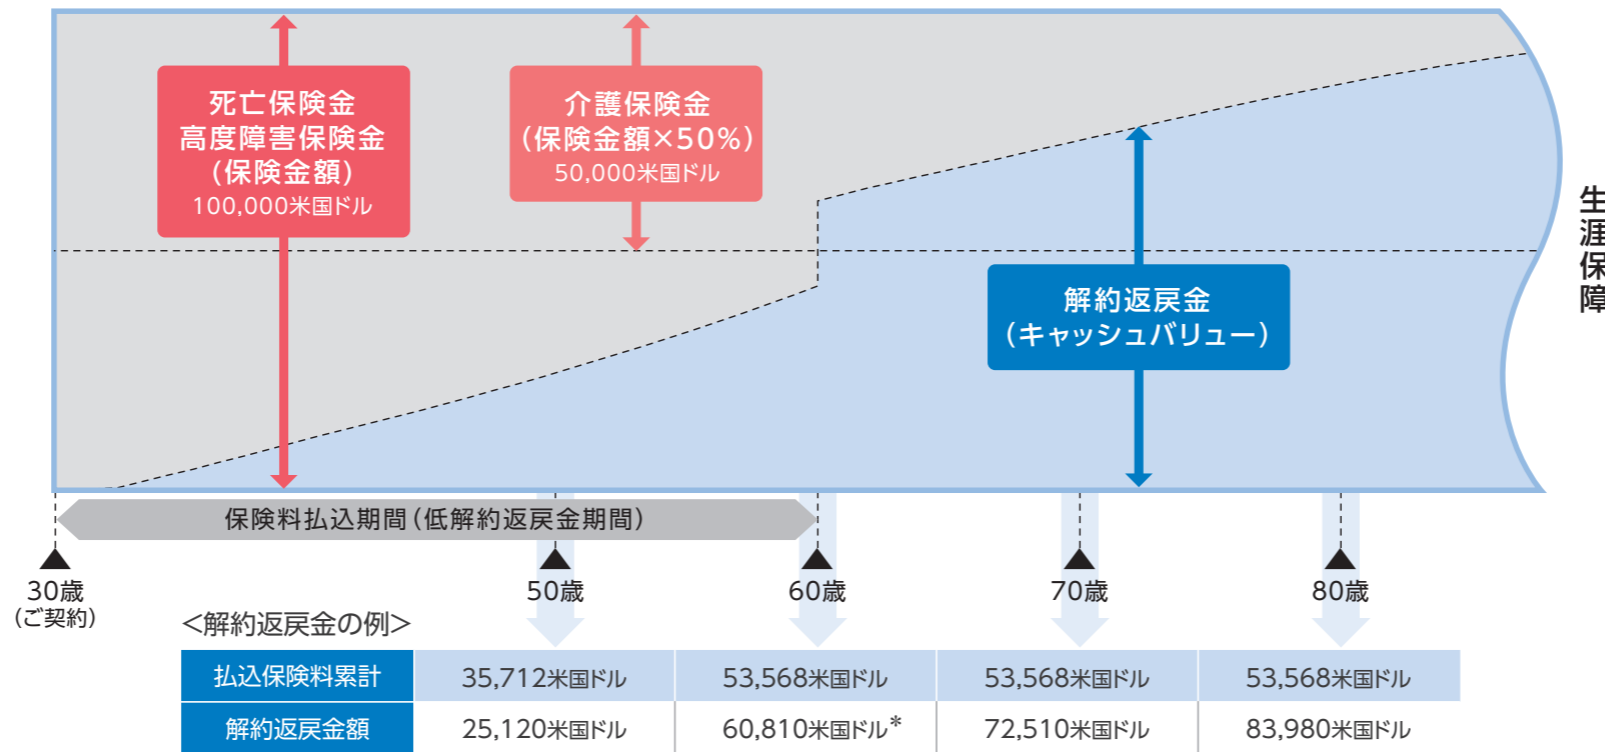 死亡保険金
高度障害保険金
(保険金額)
100,000米国ドル
介護保険金
(保険金額×50%)
50,000米国ドル
解約返戻金
(キャッシュバリュー)
生涯保障
保険料払込期間(低解約返戻金期間)
30歳
(ご契約)
50歳
60歳
70歳
80歳
<解約返戻金の例>
払込保険料累計 35,712米国ドル 53,568米国ドル 53,568米国ドル 53,568米国ドル
解約返戻金額 25,120米国ドル 60,810米国ドル* 72,510米国ドル 83,980米国ドル